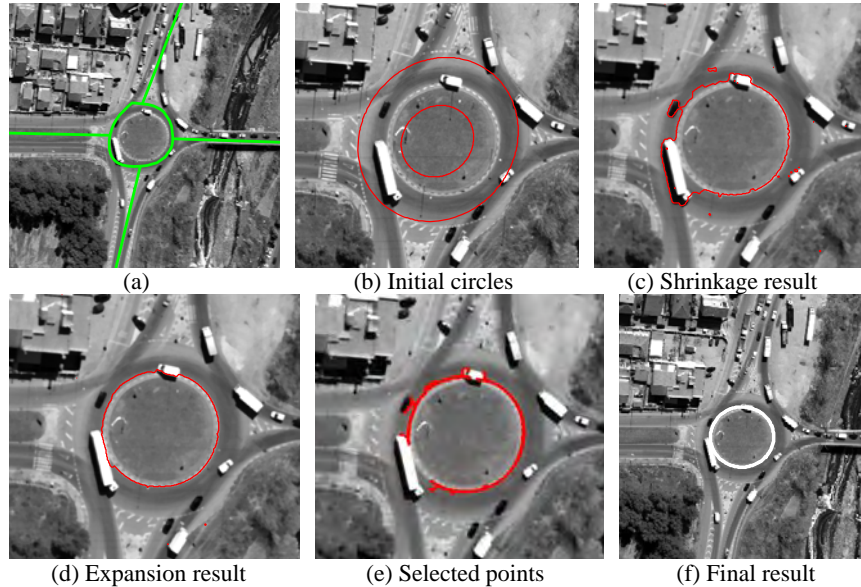 (a)
(b) Initial circles
(c) Shrinkage result
(d) Expansion result
(e) Selected points
(f) Final result